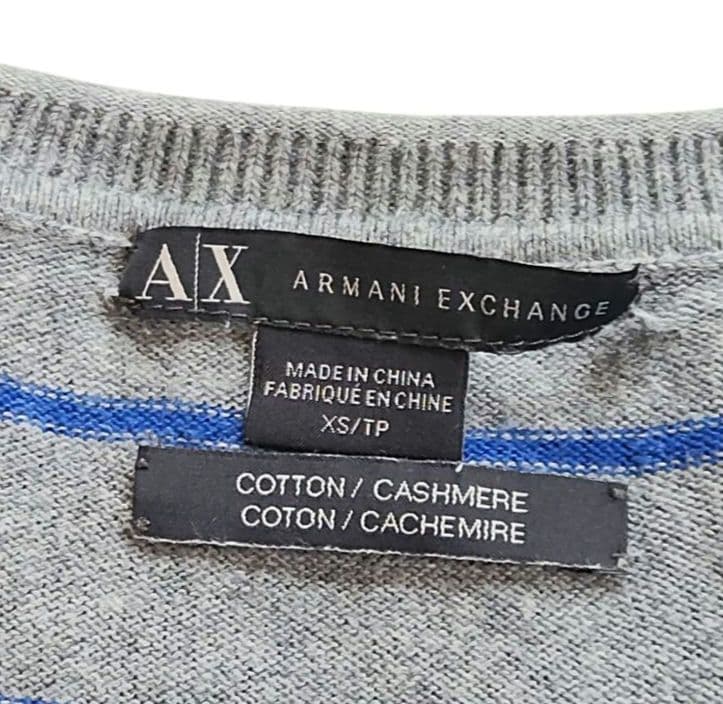 A|X ARMANI EXCHANGE
MADE IN CHINA
FABRIQUÉ EN CHINE
XS/TP
COTTON / CASHMERE
COTON / CACHEMIRE